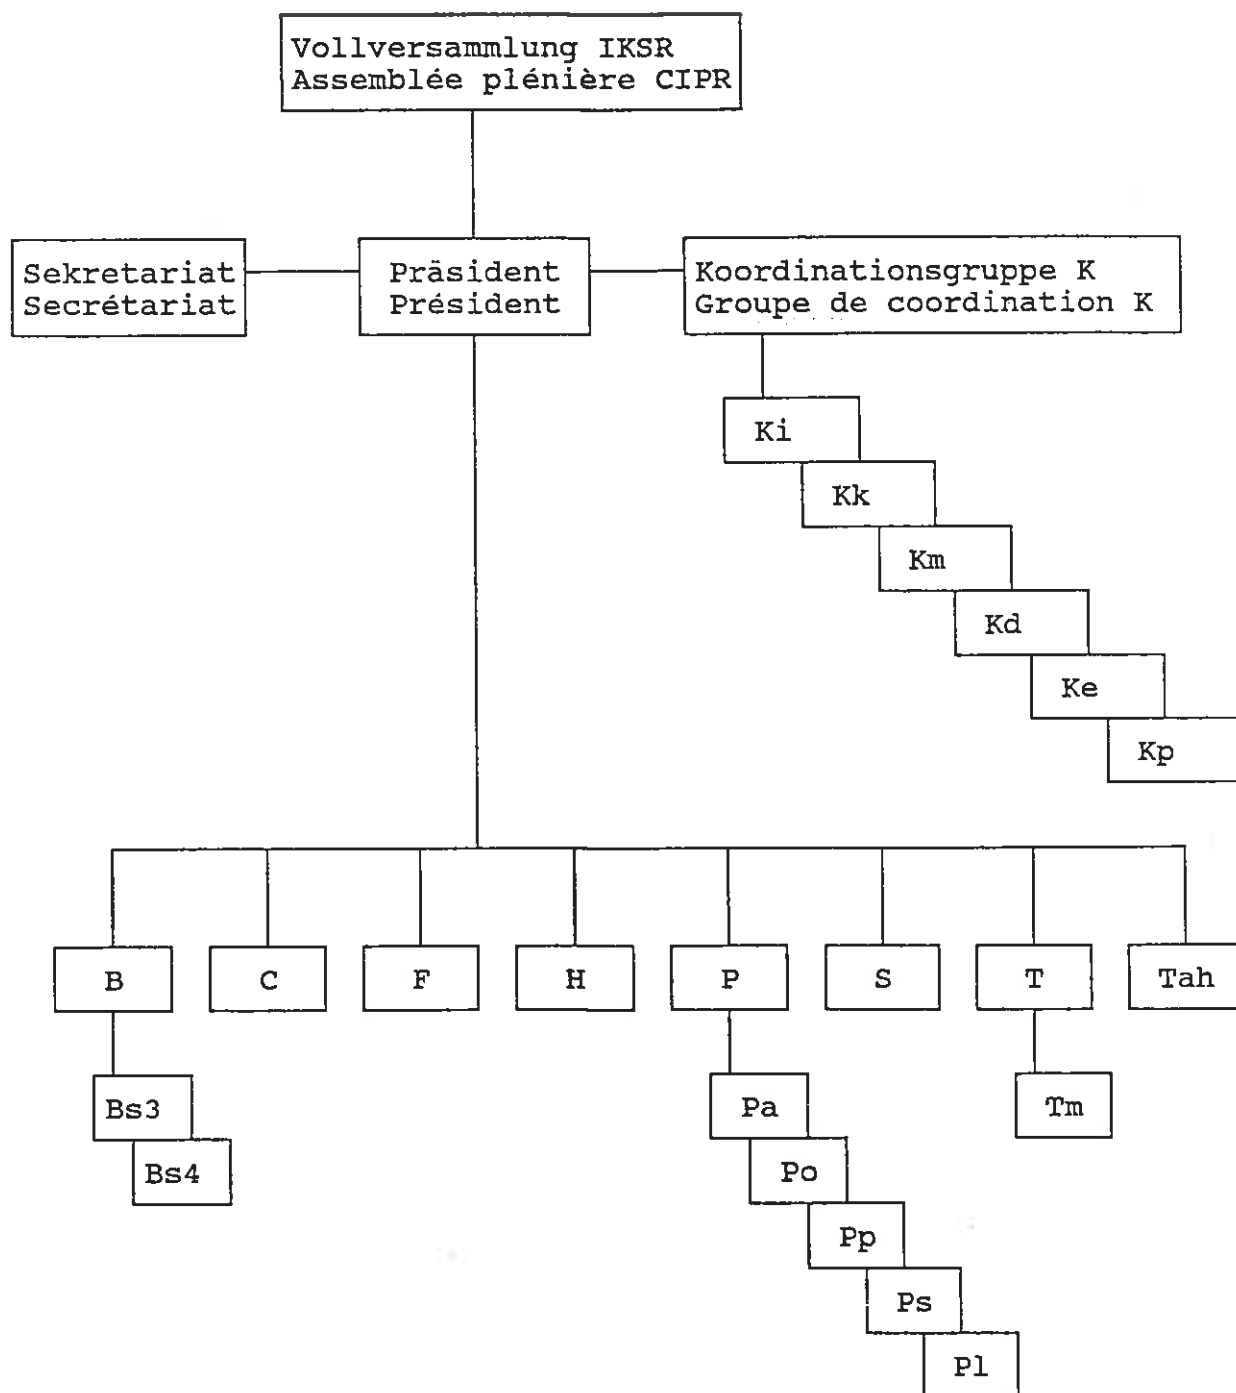 Vollversammlung IKSR
Assemblée plénière CIPR
Sekretariat
Secrétariat
Präsident
Président
Koordinationsgruppe K
Groupe de coordination K
Ki
Kk
Km
Kd
Ke
Kp
B
C
F
H
P
S
T
Tah
Bs3
Bs4
Pa
Po
Pp
Ps
Pl
Tm